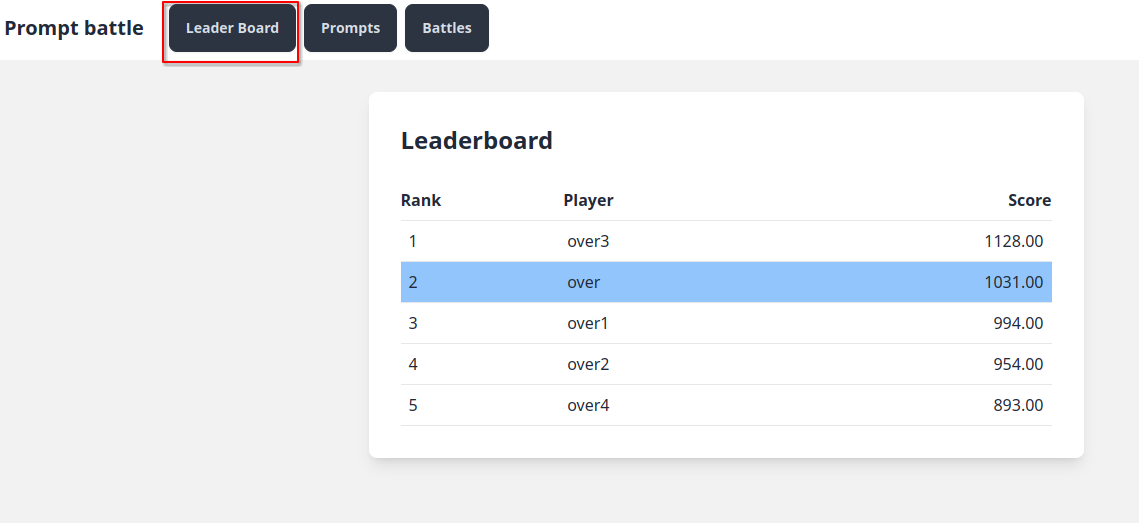 Prompt battle Leader Board Prompts Battles
Leaderboard
Rank Player Score
1 over3 1128.00
2 over 1031.00
3 over1 994.00
4 over2 954.00
5 over4 893.00